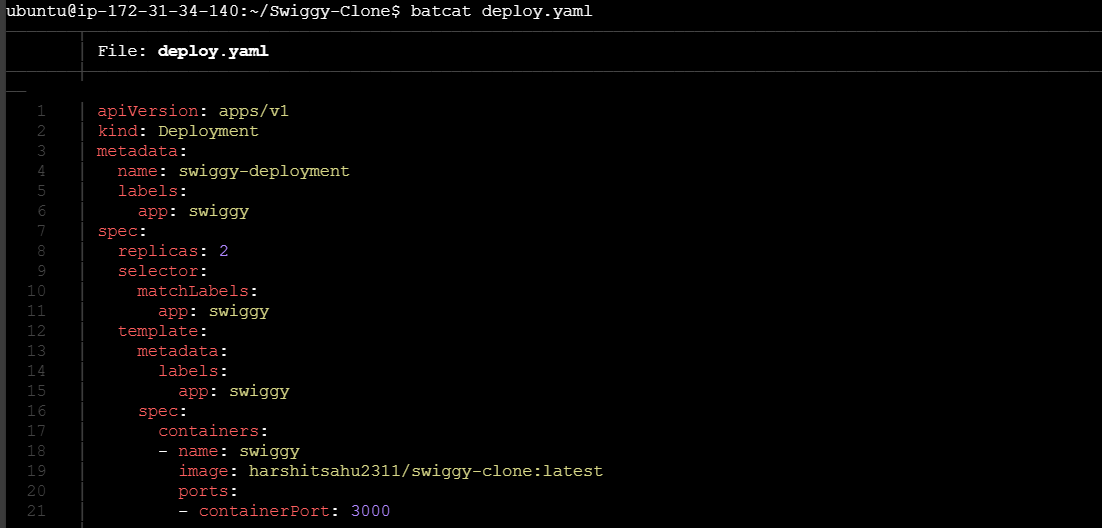 ubuntu@ip-172-31-34-140:~/Swiggy-Clone$ batcat deploy.yaml
File: deploy.yaml
1 apiVersion: apps/v1
2 kind: Deployment
3 metadata:
4   name: swiggy-deployment
5   labels:
6     app: swiggy
7 spec:
8   replicas: 2
9   selector:
10     matchLabels:
11       app: swiggy
12   template:
13     metadata:
14       labels:
15         app: swiggy
16     spec:
17       containers:
18       - name: swiggy
19         image: harshitsahu2311/swiggy-clone:latest
20         ports:
21         - containerPort: 3000